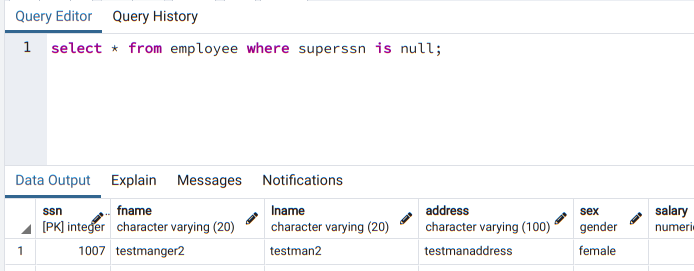 Query Editor Query History
1 select * from employee where superssn is null;
Data Output Explain Messages Notifications
ssn fname lname address sex salary
[PK] integer character varying (20) character varying (20) character varying (100) gender
1 1007 testmanger2 testman2 testmanaddress female